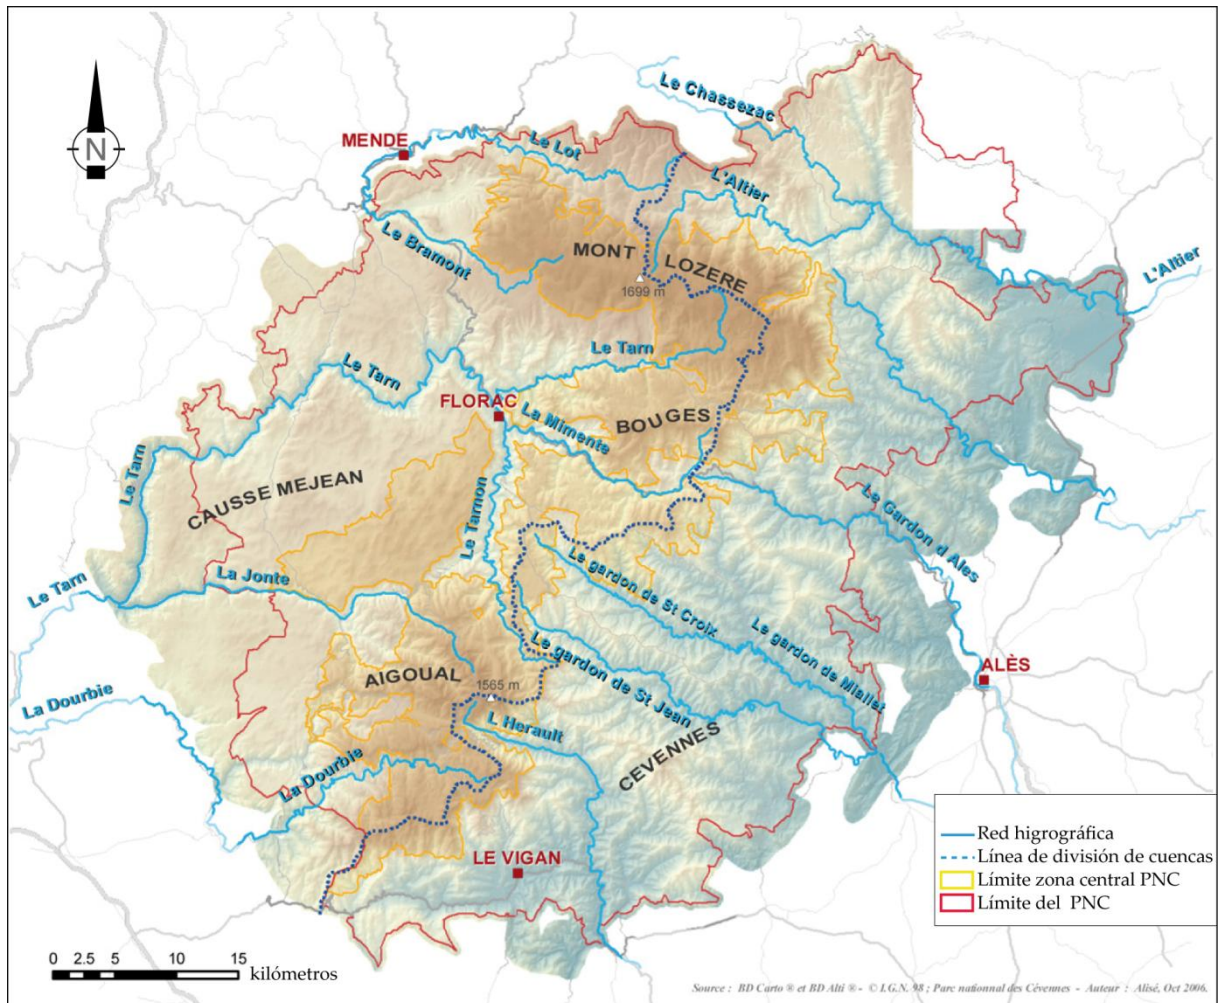 Le Chassezac
N
MENDE
Le Lot
L'Altier
Le Bramont
MONT
LOZERE
L'Altier
1699 m
Le Tarn
Le Tarn
FLORAC
La Mimente
BOUGES
Le Tarn
CAUSSE MEJEAN
Le Tarnon
Le Gardon d Ales
Le Tarn
La Jonte
Le gardon de St Croix
Le gardon de Miallet
AIGOUAL
1565 m
Le gardon de St Jean
ALÈS
La Dourbie
L Herault
CEVENNES
La Dourbie
LE VIGAN
Red higrográfica
Línea de división de cuencas
Límite zona central PNC
Límite del PNC
0 2.5 5 10 15 kilómetros
Source : BD Carto ® et BD Alti ® - © I.G.N. 98 ; Parc nationnal des Cévennes - Auteur : Alisé, Oct 2006.